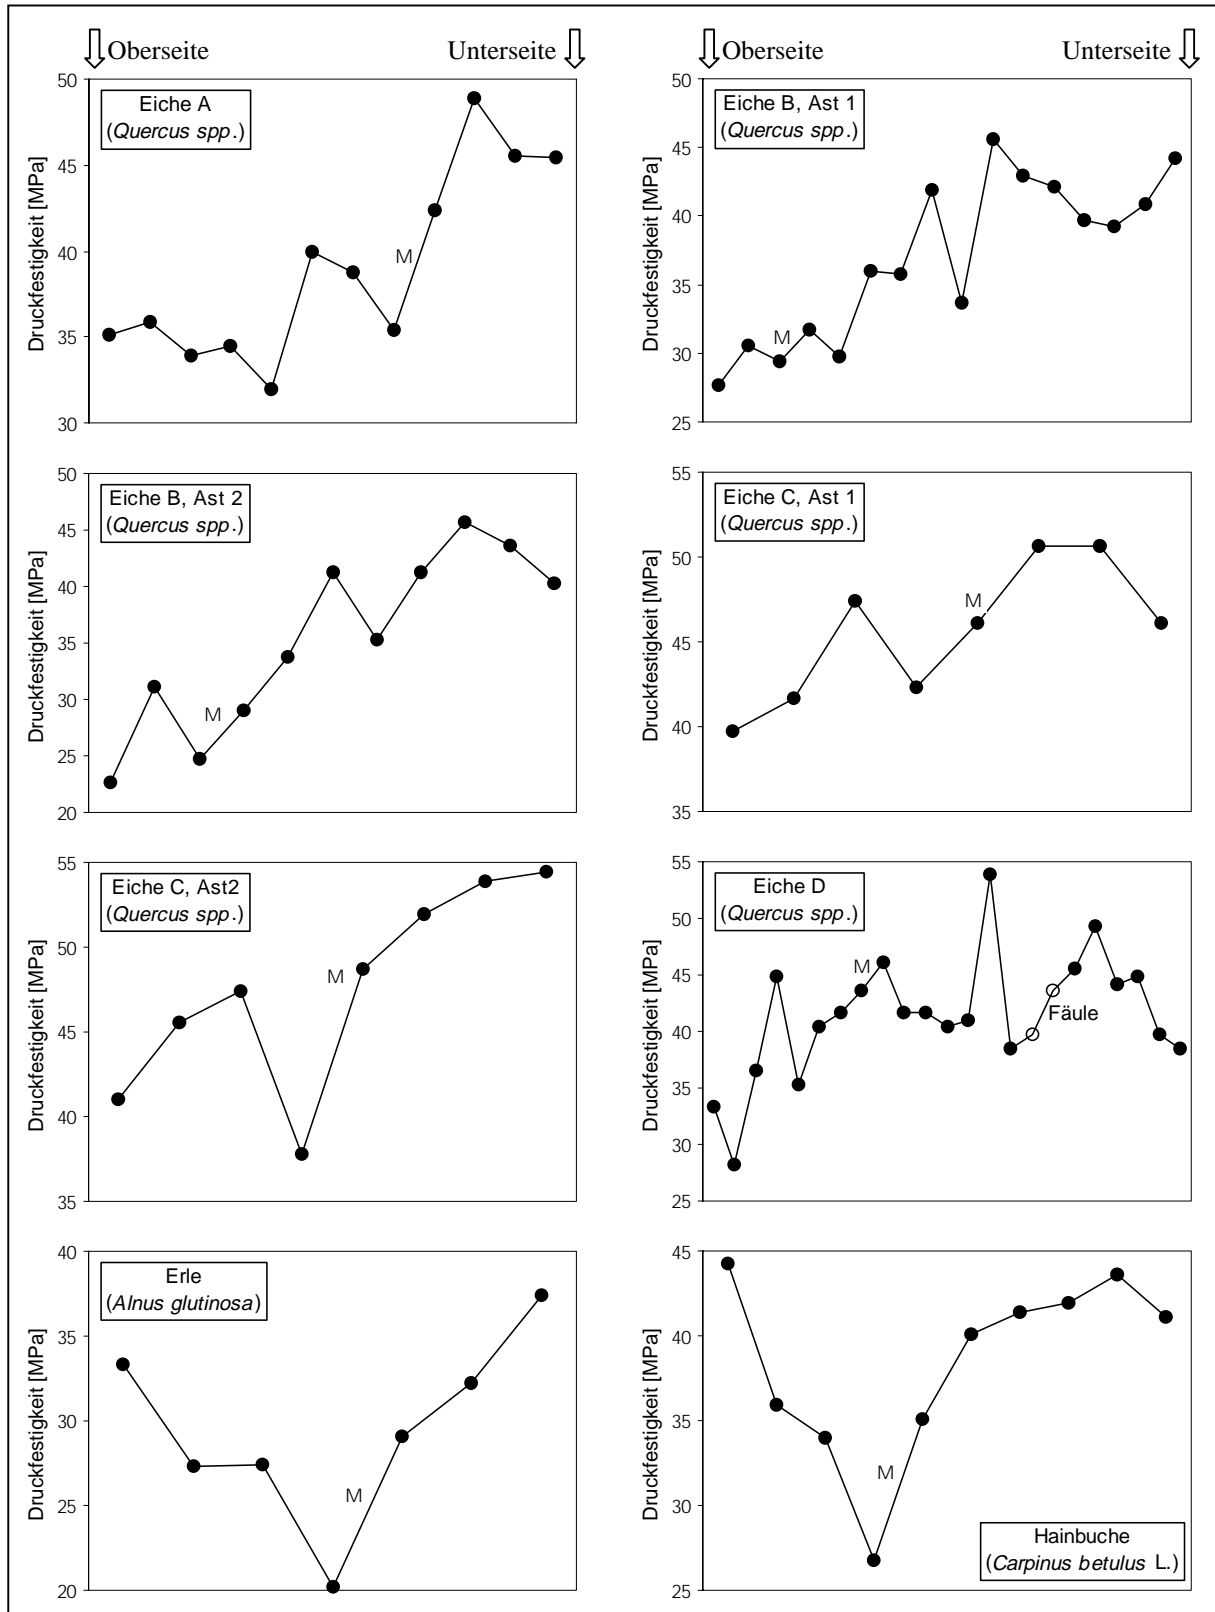 Oberseite Unterseite
Oberseite Unterseite
Eiche A
(Quercus spp.)
Druckfestigkeit [MPa]
50
45
40
35
30
M
Eiche B, Ast 1
(Quercus spp.)
Druckfestigkeit [MPa]
50
45
40
35
30
25
M
Eiche B, Ast 2
(Quercus spp.)
Druckfestigkeit [MPa]
50
45
40
35
30
25
20
M
Eiche C, Ast 1
(Quercus spp.)
Druckfestigkeit [MPa]
55
50
45
40
35
M
Eiche C, Ast2
(Quercus spp.)
Druckfestigkeit [MPa]
55
50
45
40
35
M
Eiche D
(Quercus spp.)
Druckfestigkeit [MPa]
55
50
45
40
35
30
25
M
Fäule
Erle
(Alnus glutinosa)
Druckfestigkeit [MPa]
40
35
30
25
20
M
Druckfestigkeit [MPa]
45
40
35
30
25
M
Hainbuche
(Carpinus betulus L.)